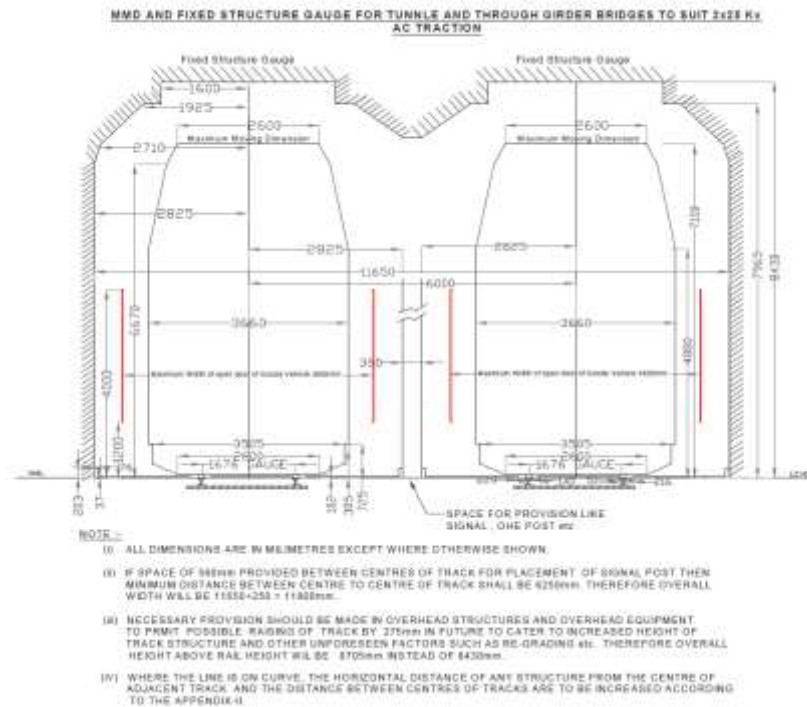 MMD AND FIXED STRUCTURE GAUGE FOR TUNNLE AND THROUGH GIRDER BRIDGES TO SUIT 2x25 Kv
AC TRACTION
Fixed Structure Gauge
Fixed Structure Gauge
1600
1925
2600
2600
Maximum Moving Dimension
Maximum Moving Dimension
2710
2825
2825
2825
11650
6000
7109
7965
8430
6670
4000
3660
3660
350
4880
1200
3505
3505
2600
2600
1676 GAUGE
1676 GAUGE
SPACE FOR PROVISION LIKE
SIGNAL , OHE POST etc
NOTE :-
(i) ALL DIMENSIONS ARE IN MILIMETRES EXCEPT WHERE OTHERWISE SHOWN.
(ii) IF SPACE OF mm PROVIDED BETWEEN CENTRES OF TRACK FOR PLACEMENT OF SIGNAL POST THEN
MINIMUM DISTANCE BETWEEN CENTRE TO CENTRE OF TRACK SHALL BE 6250mm. THEREFORE OVERALL
WIDTH WILL BE 11650+250 = 11900mm.
(iii) NECESSARY PROVISION SHOULD BE MADE IN OVERHEAD STRUCTURES AND OVERHEAD EQUIPMENT
TO PRMIT POSSIBLE RAISING OF TRACK BY 275mm IN FUTURE TO CATER TO INCREASED HEIGHT OF
TRACK STRUCTURE AND OTHER UNFORESEEN FACTORS SUCH AS RE-GRADING etc. THEREFORE OVERALL
HEIGHT ABOVE RAIL HEIGHT WILL BE 8705mm INSTEAD OF 8430mm.
(IV) WHERE THE LINE IS ON CURVE, THE HORIZONTAL DISTANCE OF ANY STRUCTURE FROM THE CENTRE OF
ADJACENT TRACK AND THE DISTANCE BETWEEN CENTRES OF TRACKS ARE TO BE INCREASED ACCORDING
TO THE APPENDIX-II.